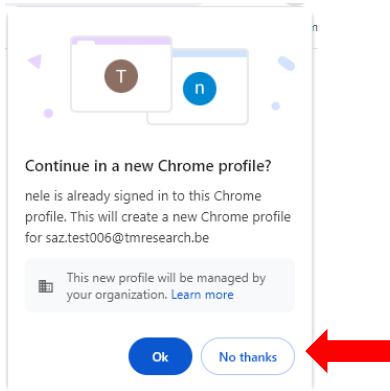 m
T
n
Continue in a new Chrome profile?
nele is already signed in to this Chrome
profile. This will create a new Chrome profile
for saz.test006@tmresearch.be
This new profile will be managed by
your organization. Learn more
Ok
No thanks